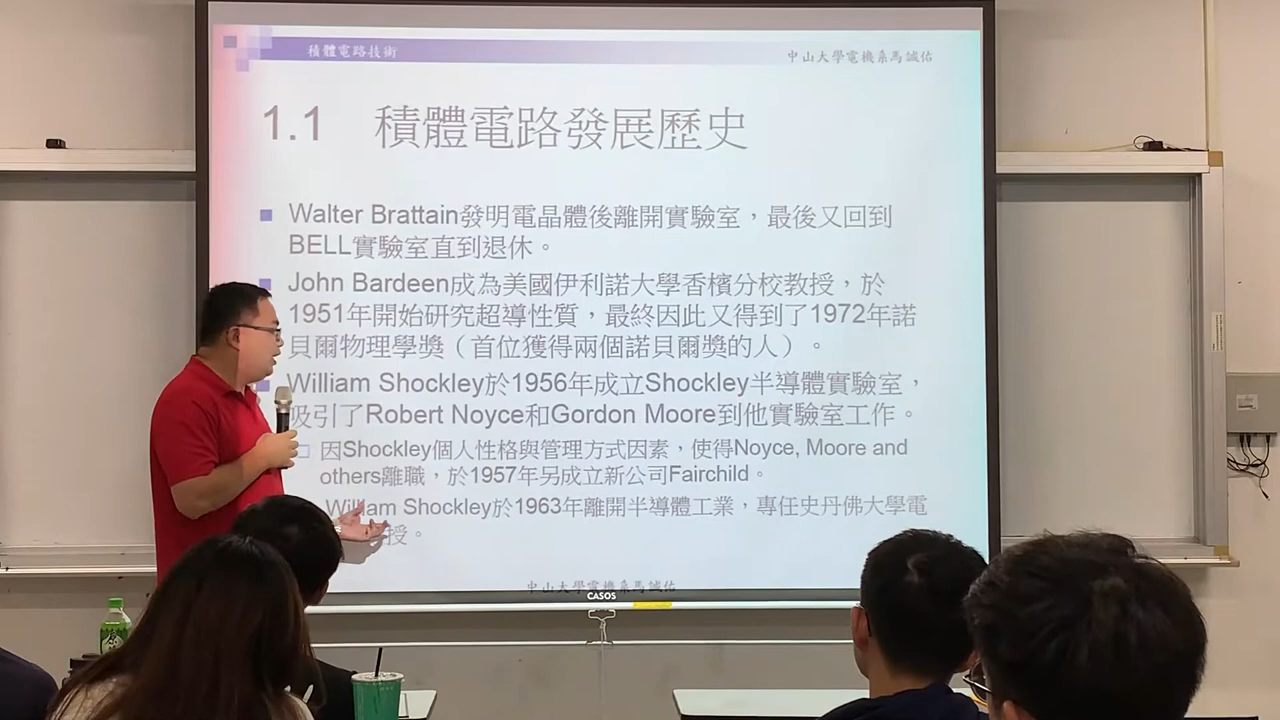 積體電路技術
中山大學電機系馬誠佑
1.1 積體電路發展歷史
Walter Brattain發明電晶體後離開實驗室，最後又回到
BELL實驗室直到退休。
John Bardeen成為美國伊利諾大學香檳分校教授，於
1951年開始研究超導性質，最終因此又得到了1972年諾
貝爾物理學獎（首位獲得兩個諾貝爾獎的人）。
William Shockley於1956年成立Shockley半導體實驗室，
吸引了Robert Noyce和Gordon Moore到他實驗室工作。
因Shockley個人性格與管理方式因素，使得Noyce, Moore and
others離職，於1957年另成立新公司Fairchild。
William Shockley於1963年離開半導體工業，專任史丹佛大學電
授。
中山大學電機系馬誠佑
CASOS